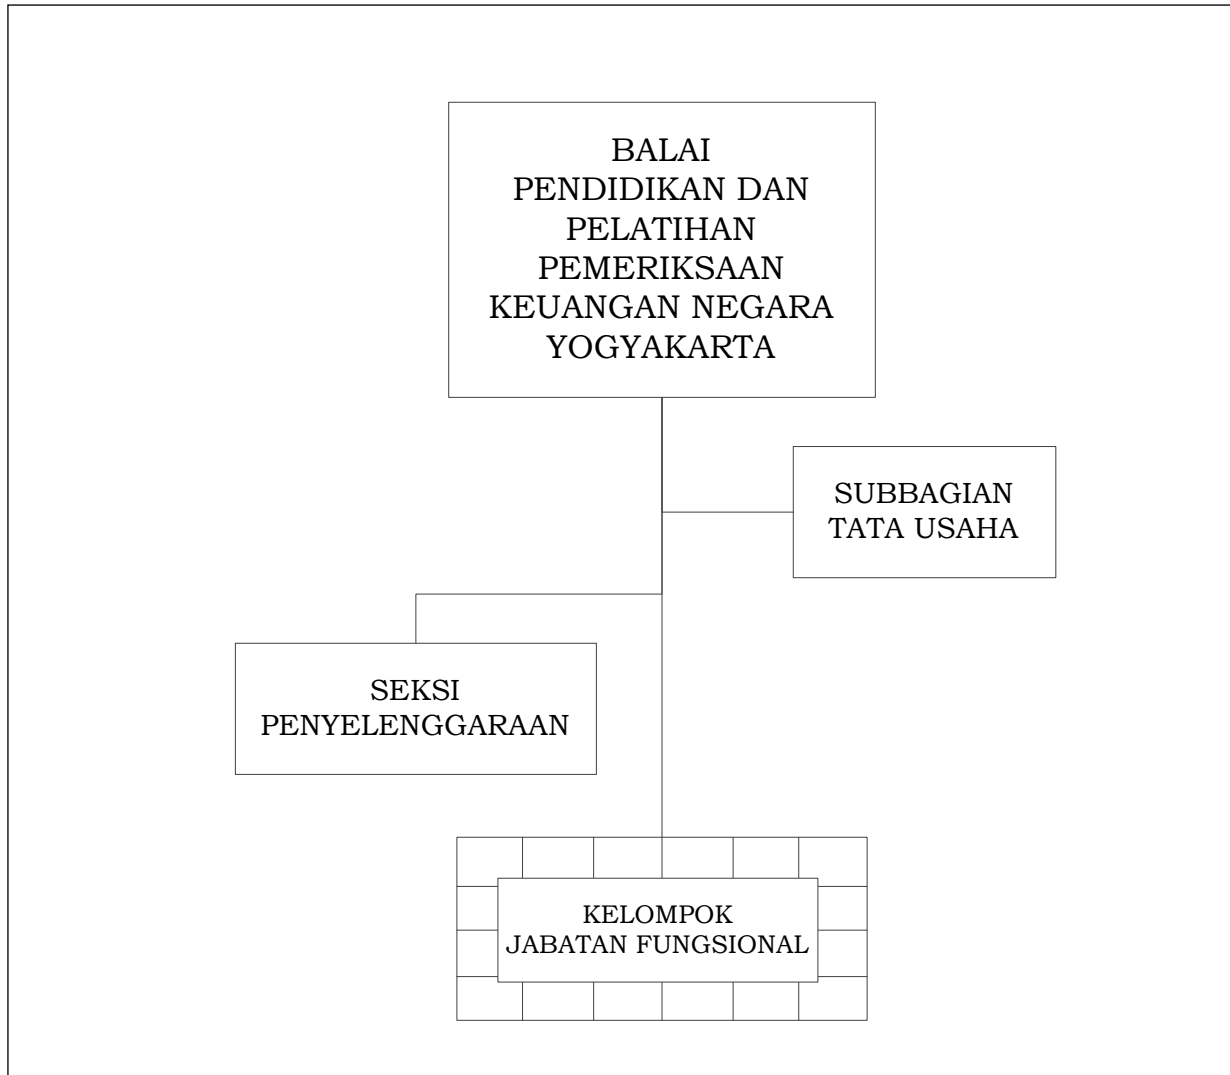 BALAI
PENDIDIKAN DAN
PELATIHAN
PEMERIKSAAN
KEUANGAN NEGARA
YOGYAKARTA
SUBBAGIAN
TATA USAHA
SEKSI
PENYELENGGARAAN
KELOMPOK
JABATAN FUNGSIONAL